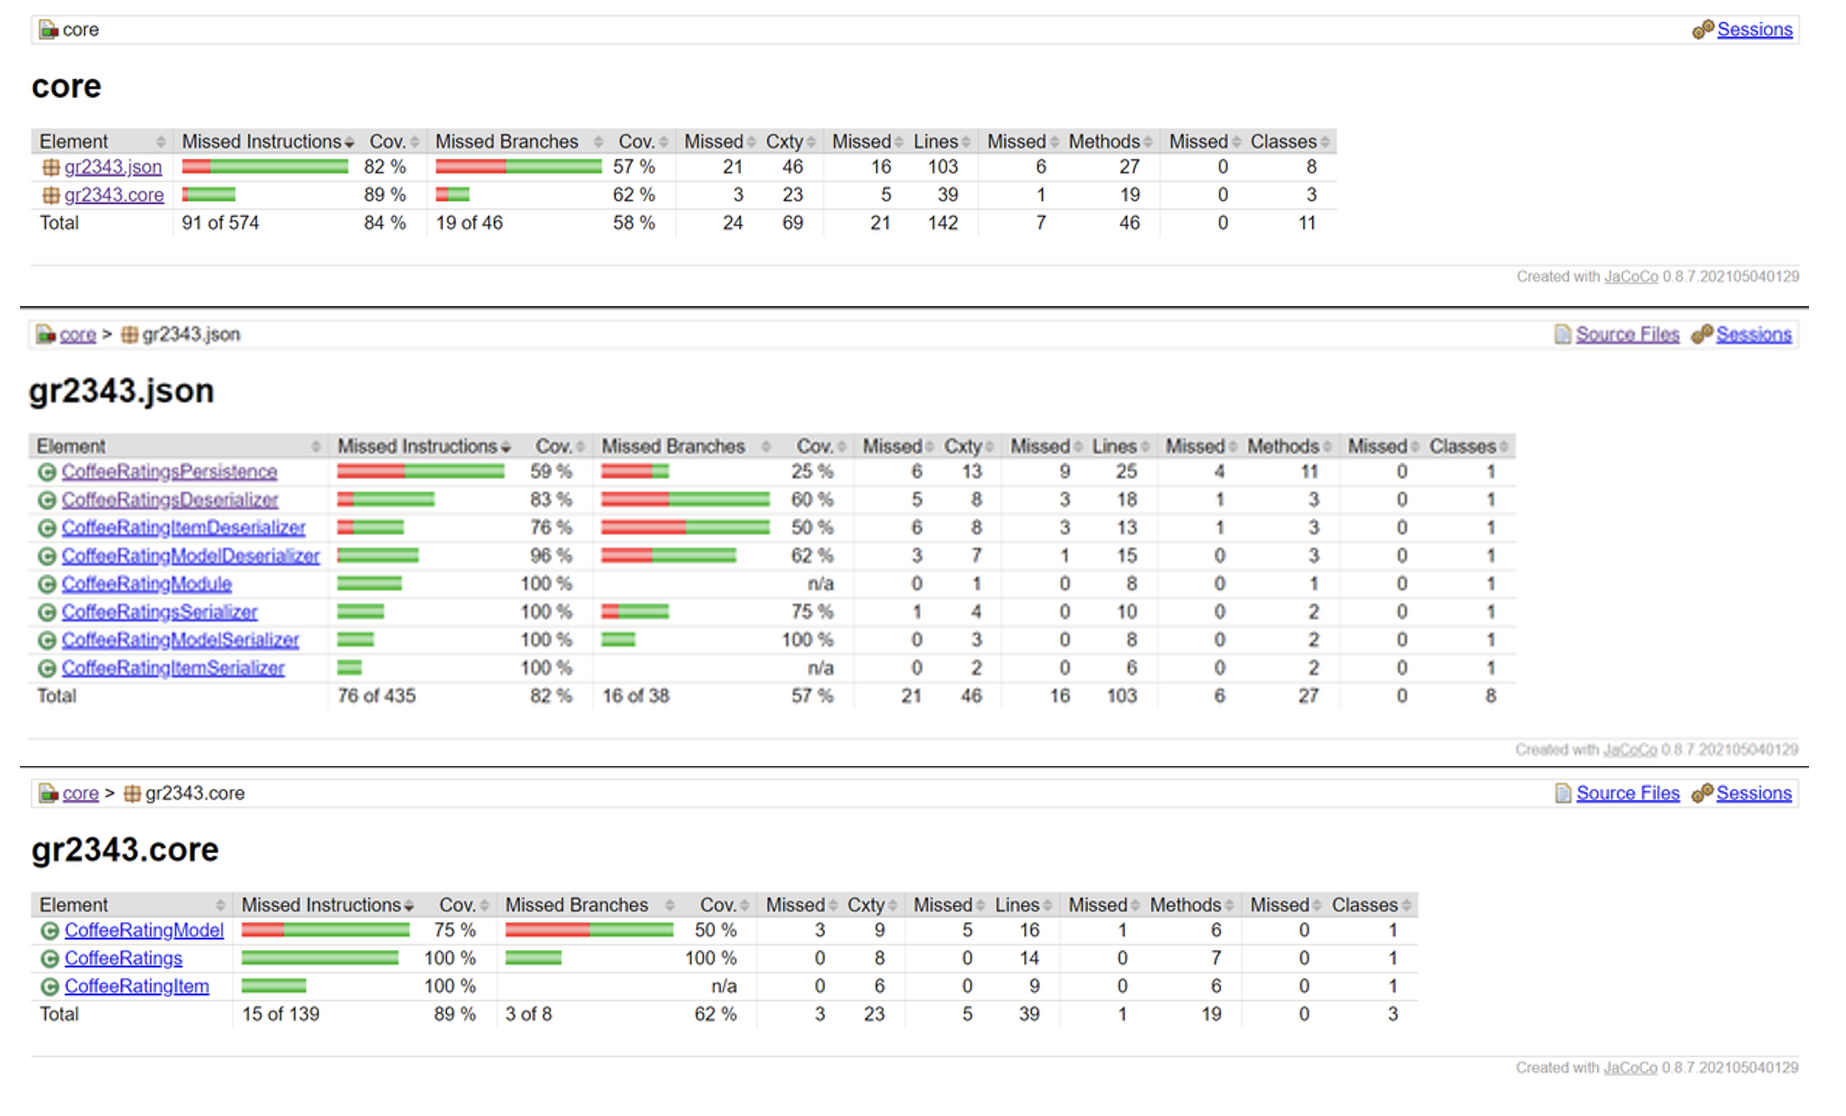 core Sessions
core
Element Missed Instructions Cov. Missed Branches Cov. Missed Cxty Missed Lines Missed Methods Missed Classes
gr2343.json 82 % 57 % 21 46 16 103 6 27 0 8
gr2343.core 89 % 62 % 3 23 5 39 1 19 0 3
Total 91 of 574 84 % 19 of 46 58 % 24 69 21 142 7 46 0 11
Created with JaCoCo 0.8.7.202105040129
core > gr2343.json Source Files Sessions
gr2343.json
Element Missed Instructions Cov. Missed Branches Cov. Missed Cxty Missed Lines Missed Methods Missed Classes
CoffeeRatingsPersistence 59 % 25 % 6 13 9 25 4 11 0 1
CoffeeRatingsDeserializer 83 % 60 % 5 8 3 18 1 3 0 1
CoffeeRatingItemDeserializer 76 % 50 % 6 8 3 13 1 3 0 1
CoffeeRatingModelDeserializer 96 % 62 % 3 7 1 15 0 3 0 1
CoffeeRatingModule 100 % n/a 0 1 0 8 0 1 0 1
CoffeeRatingsSerializer 100 % 75 % 1 4 0 10 0 2 0 1
CoffeeRatingModelSerializer 100 % 100 % 0 3 0 8 0 2 0 1
CoffeeRatingItemSerializer 100 % n/a 0 2 0 6 0 2 0 1
Total 76 of 435 82 % 16 of 38 57 % 21 46 16 103 6 27 0 8
Created with JaCoCo 0.8.7.202105040129
core > gr2343.core Source Files Sessions
gr2343.core
Element Missed Instructions Cov. Missed Branches Cov. Missed Cxty Missed Lines Missed Methods Missed Classes
CoffeeRatingModel 75 % 50 % 3 9 5 16 1 6 0 1
CoffeeRatings 100 % 100 % 0 8 0 14 0 7 0 1
CoffeeRatingItem 100 % n/a 0 6 0 9 0 6 0 1
Total 15 of 139 89 % 3 of 8 62 % 3 23 5 39 1 19 0 3
Created with JaCoCo 0.8.7.202105040129